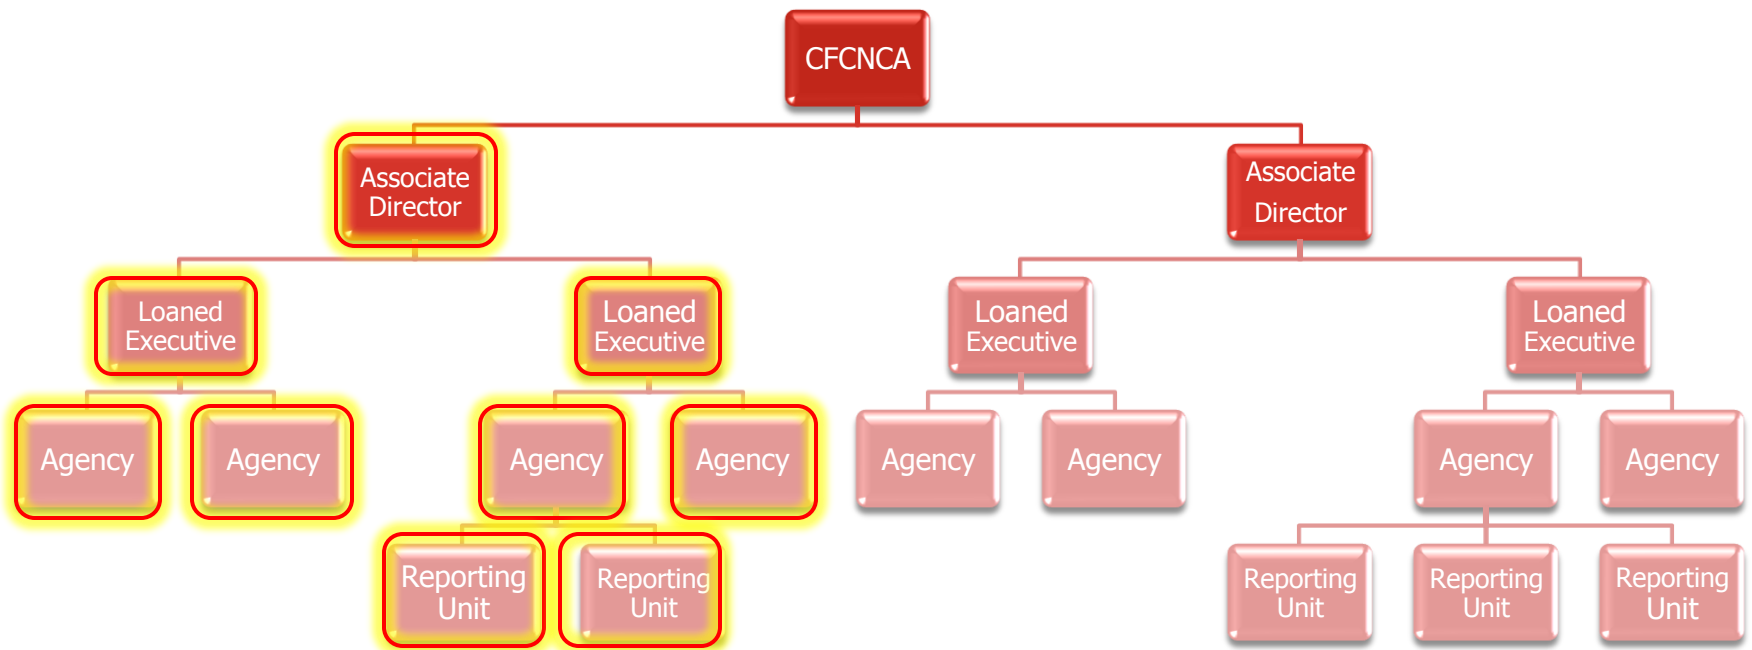 CFCNCA
Associate
Director
Associate
Director
Loaned
Executive
Loaned
Executive
Loaned
Executive
Loaned
Executive
Agency
Agency
Agency
Agency
Agency
Agency
Agency
Agency
Reporting
Unit
Reporting
Unit
Reporting
Unit
Reporting
Unit
Reporting
Unit